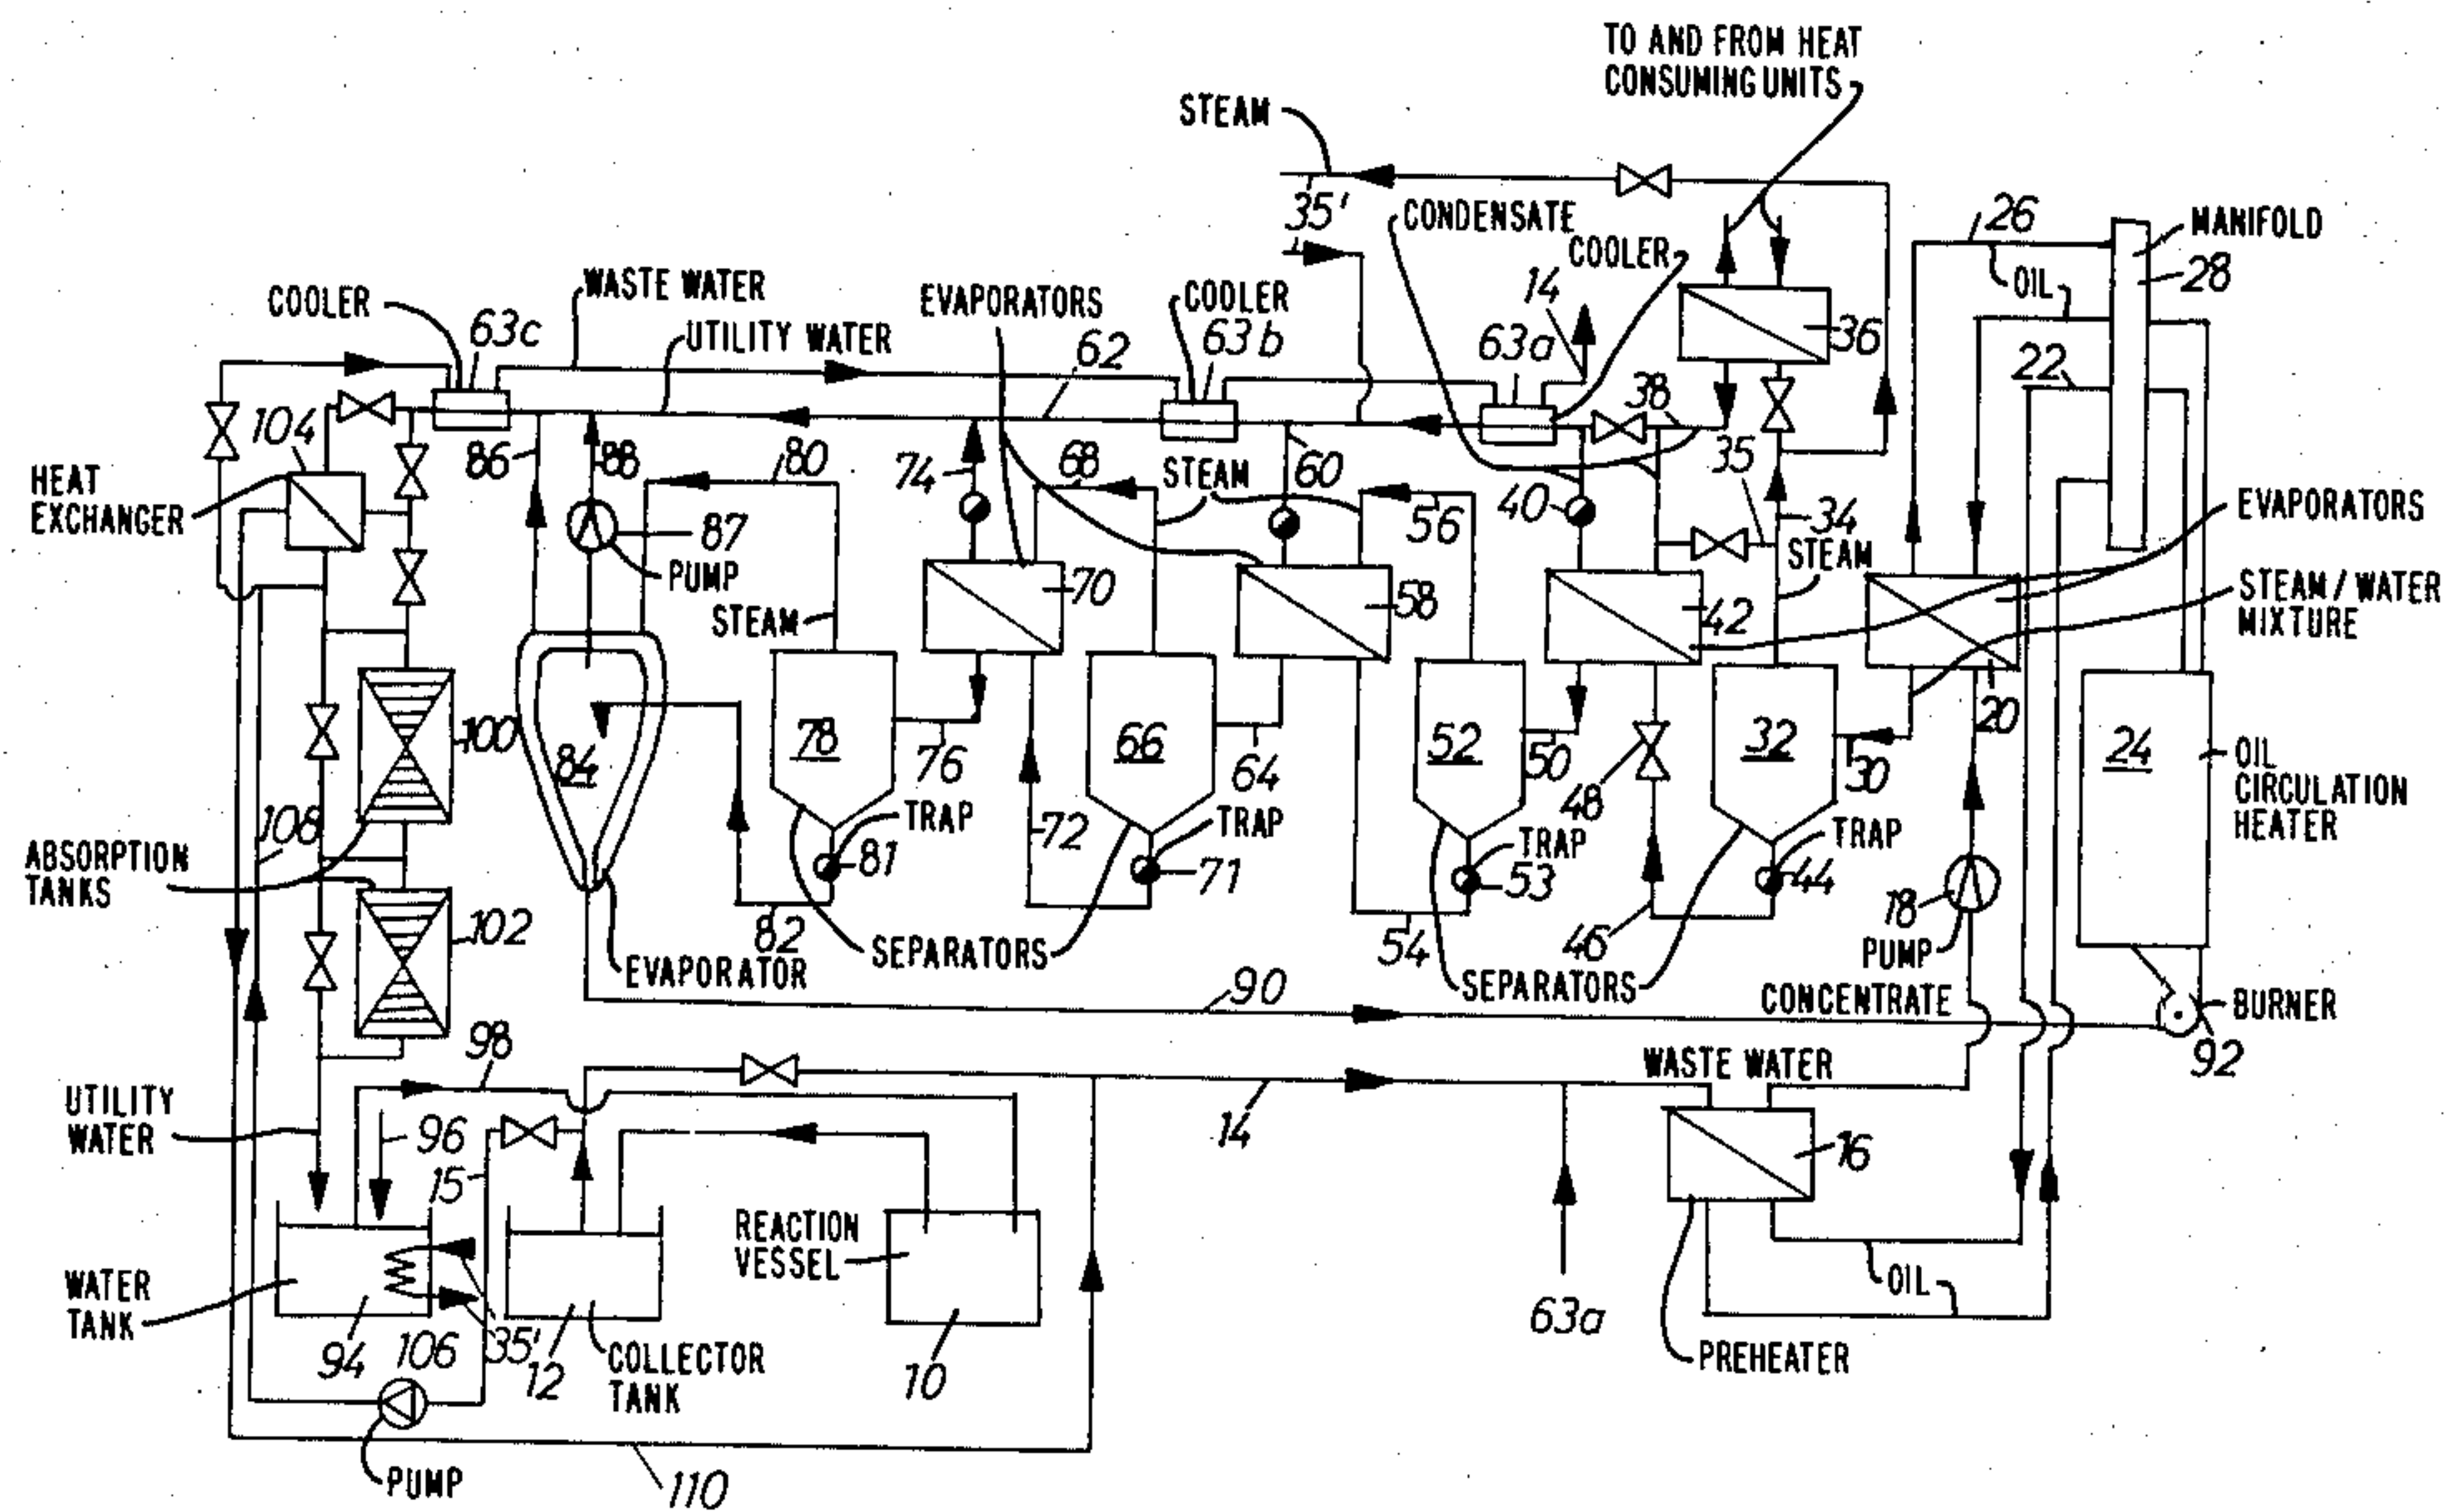 TO AND FROM HEAT
CONSUMING UNITS
STEAM
35'
CONDENSATE
COOLER
14
26
MANIFOLD
28
OIL
WASTE WATER
COOLER
63c
UTILITY WATER
EVAPORATORS
COOLER
63b
62
63a
36
22
38
104
HEAT
EXCHANGER
86
88
80
74
68
STEAM
60
56
40
35
34
STEAM
EVAPORATORS
87
PUMP
STEAM
70
58
42
STEAM/WATER
MIXTURE
100
84
78
76
66
64
52
50
48
32
30
20
24
OIL
CIRCULATION
HEATER
108
ABSORPTION
TANKS
TRAP
81
72
TRAP
71
TRAP
53
TRAP
44
18
PUMP
102
82
SEPARATORS
54
46
SEPARATORS
EVAPORATOR
90
CONCENTRATE
BURNER
92
98
WASTE WATER
UTILITY
WATER
96
15
14
16
REACTION
VESSEL
WATER
TANK
94
106
35'
12
COLLECTOR
TANK
10
63a
OIL
PREHEATER
PUMP
110